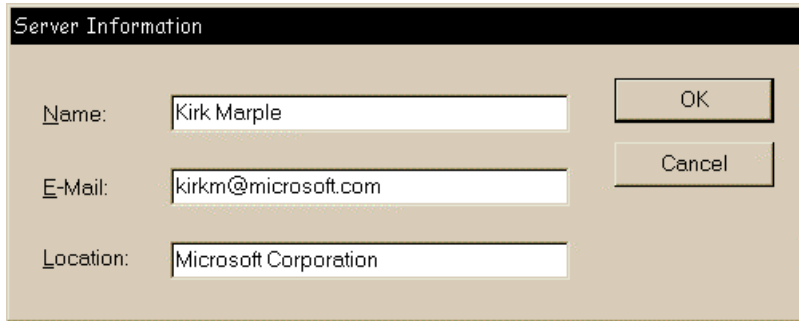 Server Information
Name: Kirk Marple
OK
E-Mail: kirkm@microsoft.com
Cancel
Location: Microsoft Corporation